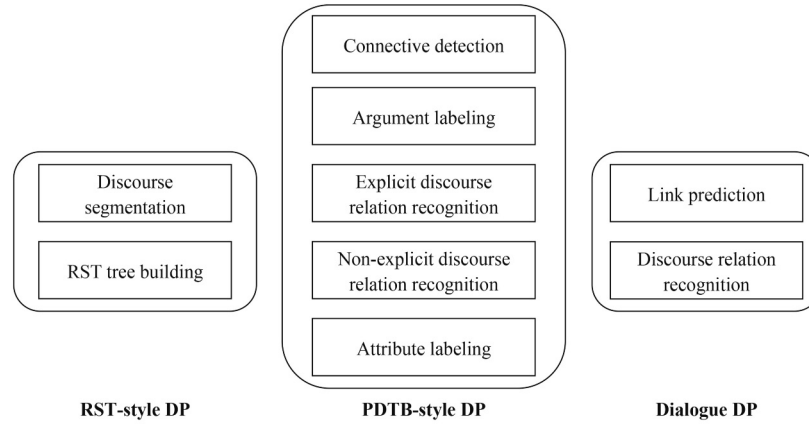 Discourse
segmentation
RST tree building
RST-style DP
Connective detection
Argument labeling
Explicit discourse
relation recognition
Non-explicit discourse
relation recognition
Attribute labeling
PDTB-style DP
Link prediction
Discourse relation
recognition
Dialogue DP